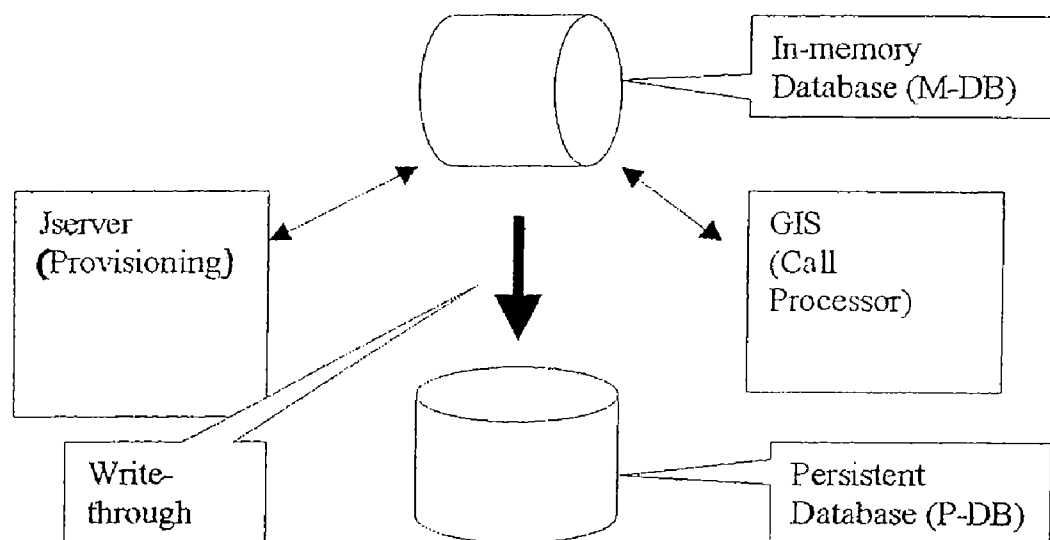 In-memory
Database (M-DB)
Jserver
(Provisioning)
GIS
(Call
Processor)
Write-
through
Persistent
Database (P-DB)